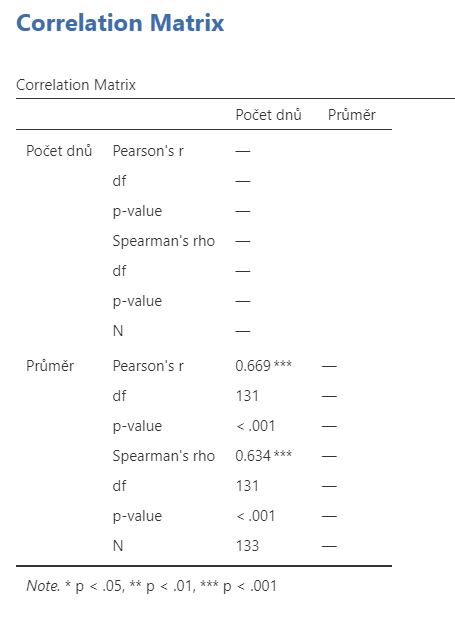 Correlation Matrix
Correlation Matrix
Počet dnů Průměr
Počet dnů Pearson's r —
df —
p-value —
Spearman's rho —
df —
p-value —
N —
Průměr Pearson's r 0.669 *** —
df 131 —
p-value < .001 —
Spearman's rho 0.634 *** —
df 131 —
p-value < .001 —
N 133 —
Note. * p < .05, ** p < .01, *** p < .001